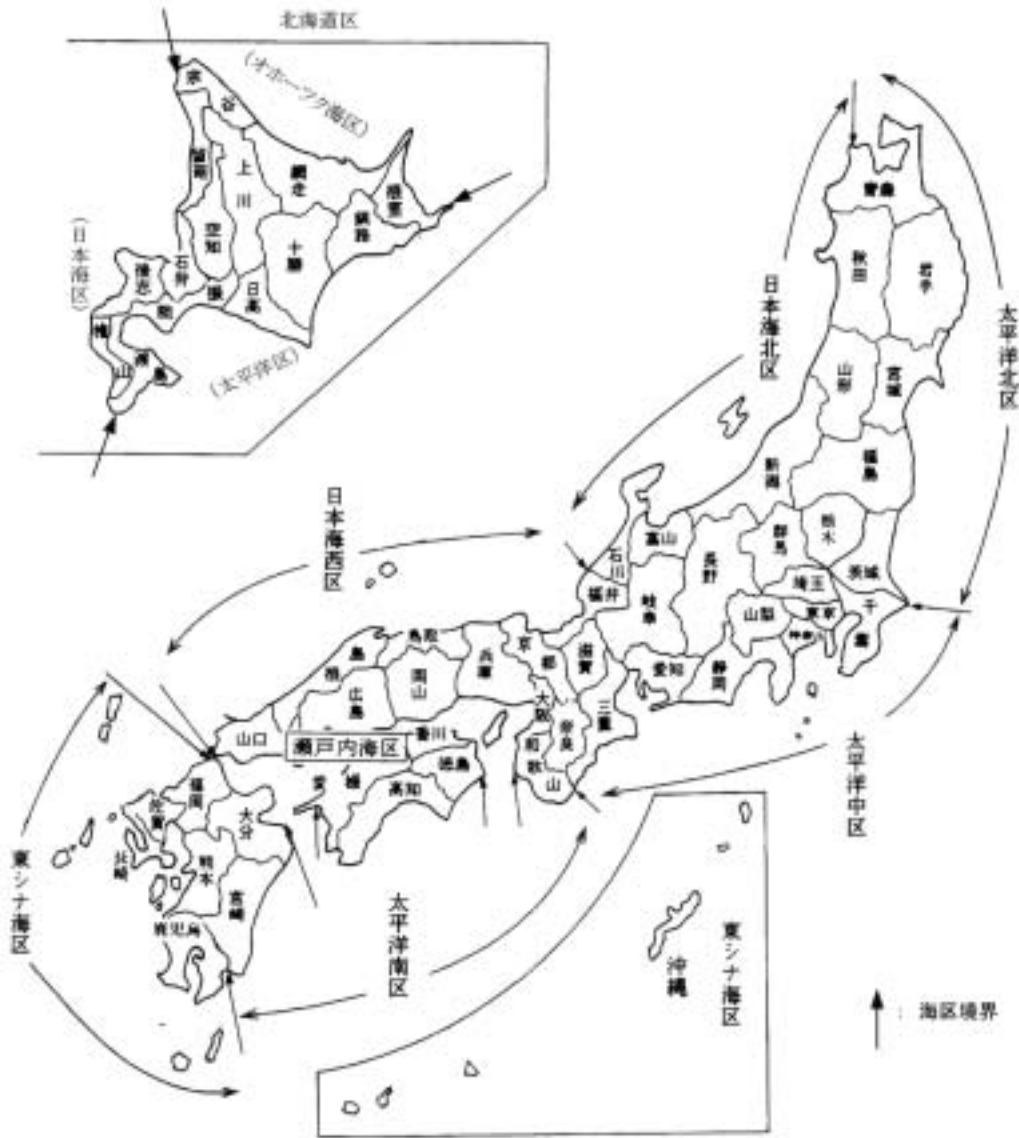 北海道区
(オホーツク海区)
宗
谷
留萌
上
川
網
走
根室
釧路
空知
十勝
石狩
後志
胆
振
日高
檜
山
渡
島
(日本海区)
(太平洋区)
青森
秋田
岩手
山形
宮城
福島
新潟
日本海北区
太平洋北区
日本海西区
富山
石川
福井
長野
群馬
栃木
茨城
埼玉
千
葉
東京
山梨
神奈川
岐阜
愛知
静岡
鳥取
島
根
岡山
広島
兵庫
京
都
滋賀
大阪
奈良
三重
和
歌
山
山口
瀬戸内海区
香川
徳島
愛
媛
高知
福岡
佐賀
長崎
大分
熊本
宮崎
鹿児島
太平洋中区
東シナ海区
太平洋南区
東シナ海区
沖縄
: 海区境界